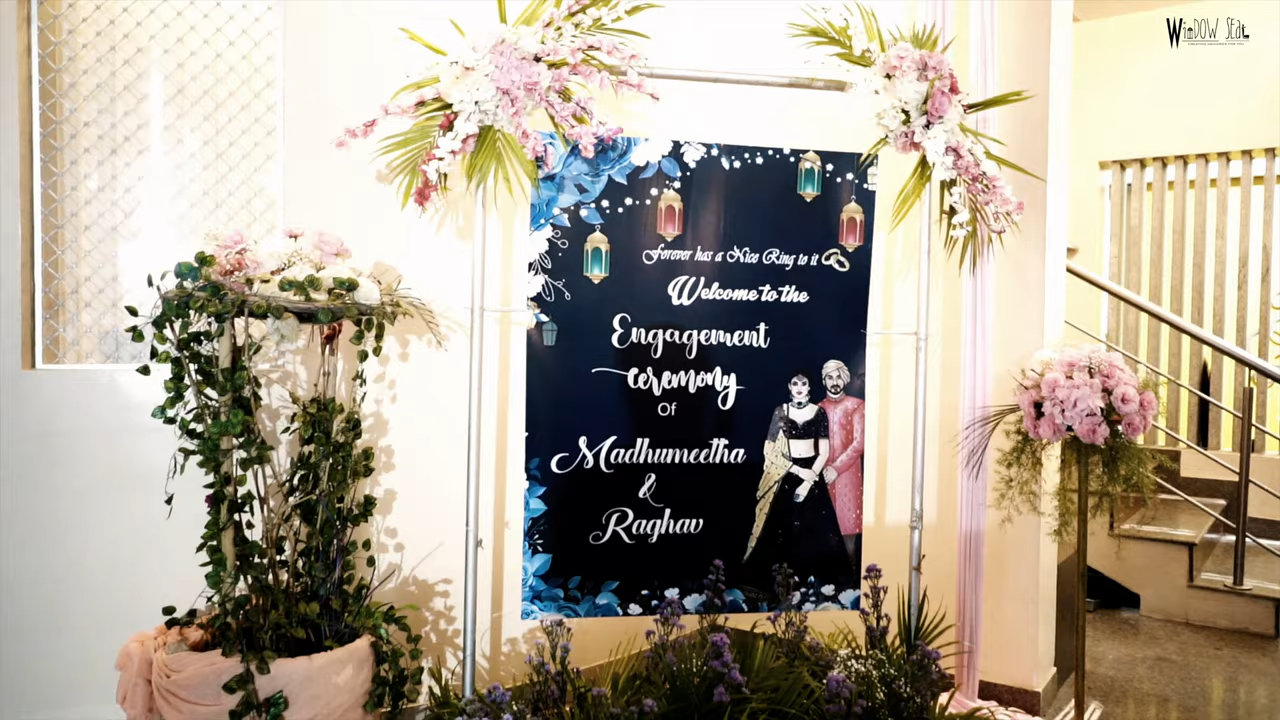 WiNDOW SEat
Forever has a Nice Ring to it
Welcome to the
Engagement
ceremony
Of
Madhumeetha
&
Raghav